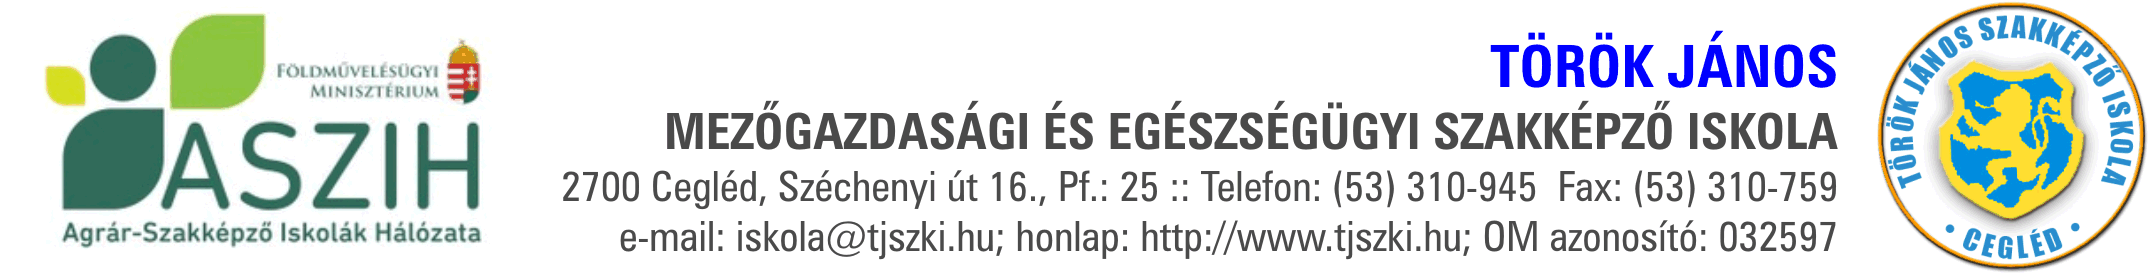 FÖLDMŰVELÉSÜGYI
MINISZTÉRIUM
ASZIH
Agrár-Szakképző Iskolák Hálózata
TÖRÖK JÁNOS
MEZŐGAZDASÁGI ÉS EGÉSZSÉGÜGYI SZAKKÉPZŐ ISKOLA
2700 Cegléd, Széchenyi út 16., Pf.: 25 :: Telefon: (53) 310-945 Fax: (53) 310-759
e-mail: iskola@tjszki.hu; honlap: http://www.tjszki.hu; OM azonosító: 032597
TÖRÖK JÁNOS SZAKKÉPZŐ ISKOLA
• CEGLÉD •